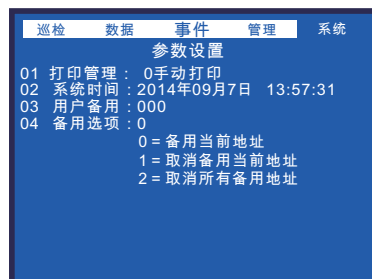 巡检 数据 事件 管理 系统
参数设置
01 打印管理: 0手动打印
02 系统时间:2014年09月7日 13:57:31
03 用户备用:000
04 备用选项:0
0=备用当前地址
1=取消备用当前地址
2=取消所有备用地址